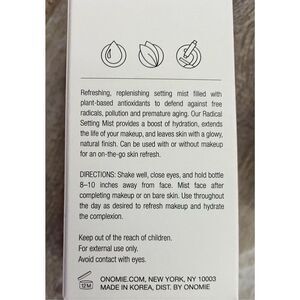 Refreshing, replenishing setting mist filled with
plant-based antioxidants to defend against free
radicals, pollution and premature aging. Our Radical
Setting Mist provides a boost of hydration, extends
the life of your makeup, and leaves skin with a glowy,
natural finish. Can be used with or without makeup
for an on-the-go skin refresh.
DIRECTIONS: Shake well, close eyes, and hold bottle
8–10 inches away from face. Mist face after
completing makeup or on bare skin. Use throughout
the day as desired to refresh makeup and hydrate
the complexion.
Keep out of the reach of children.
For external use only.
Avoid contact with eyes.
12M
ONOMIE.COM, NEW YORK, NY 10003
MADE IN KOREA, DIST. BY ONOMIE